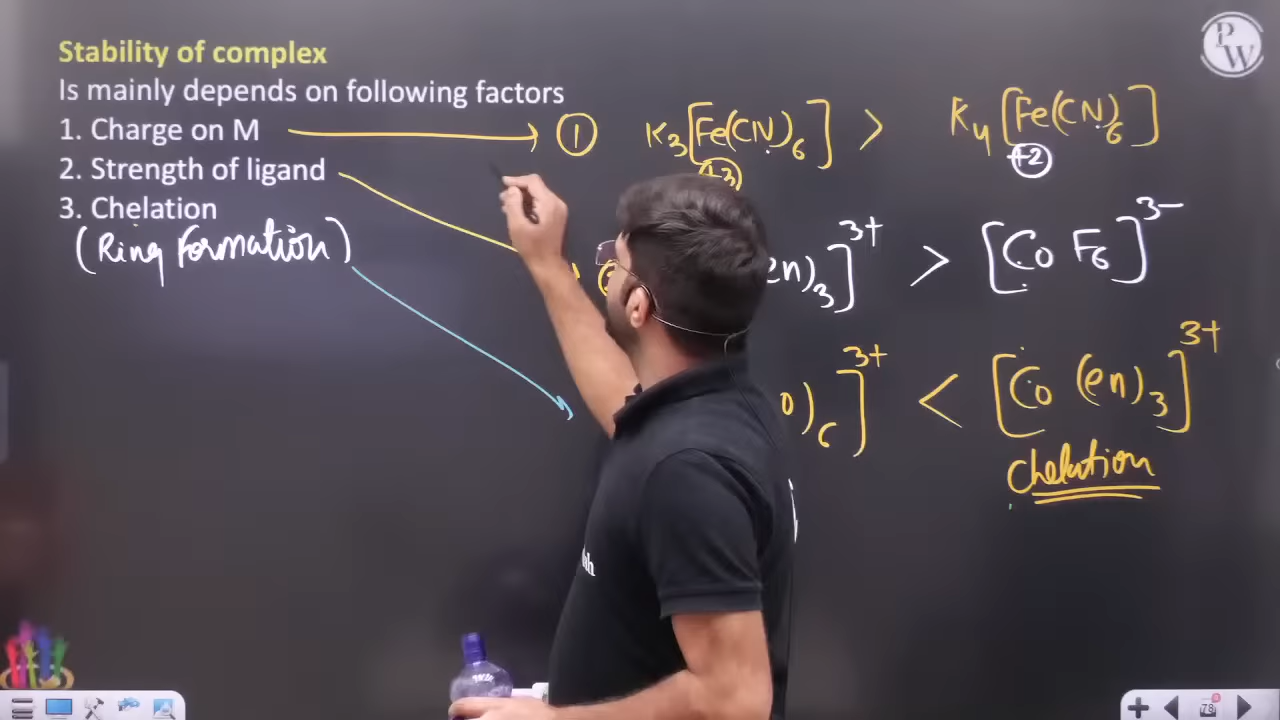 Stability of complex
Is mainly depends on following factors
1. Charge on M
2. Strength of ligand
3. Chelation
(Ring formation)
① K3[Fe(CN)6] > K4[Fe(CN)6]
+3 +2
en)3]3+ > [CoF6]3-
)6]3+ < [Co(en)3]3+
Chelation
PW
78